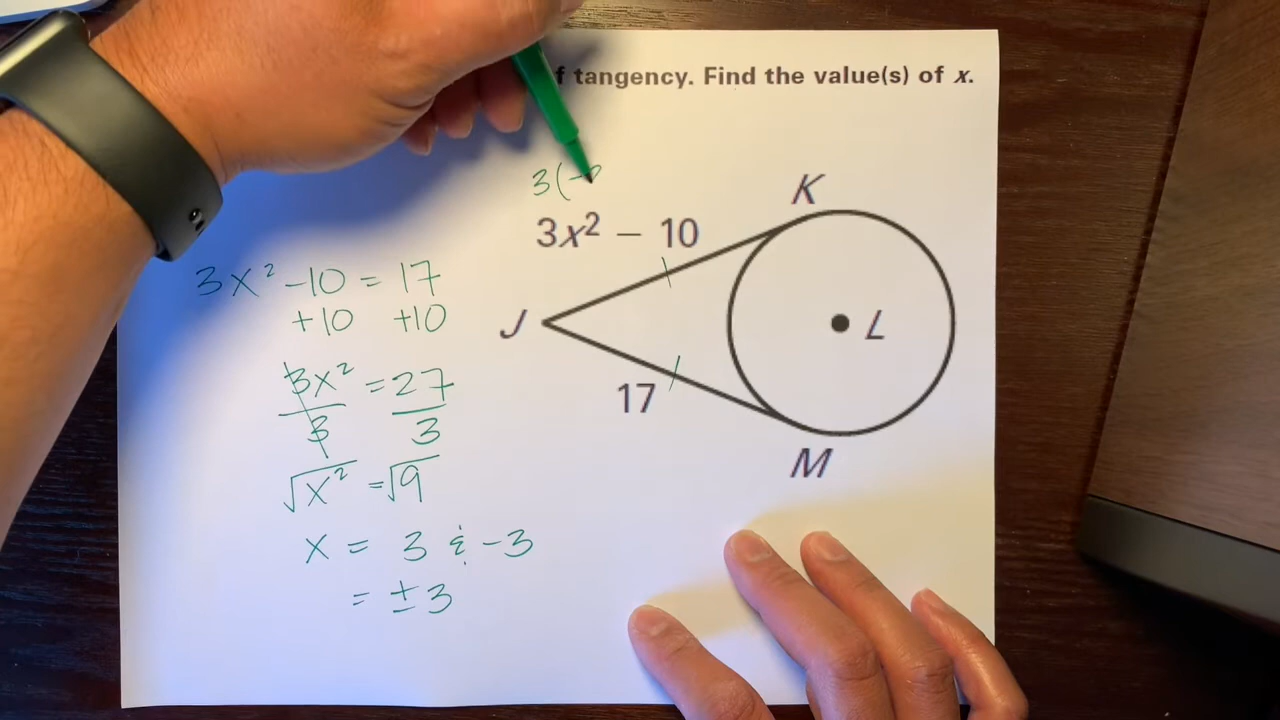 f tangency. Find the value(s) of x.
3(-
3x² – 10
K
J
L
17
M
3x² -10 = 17
+10 +10
3x² = 27
3 3
√x² = √9
x = 3 & -3
= ±3